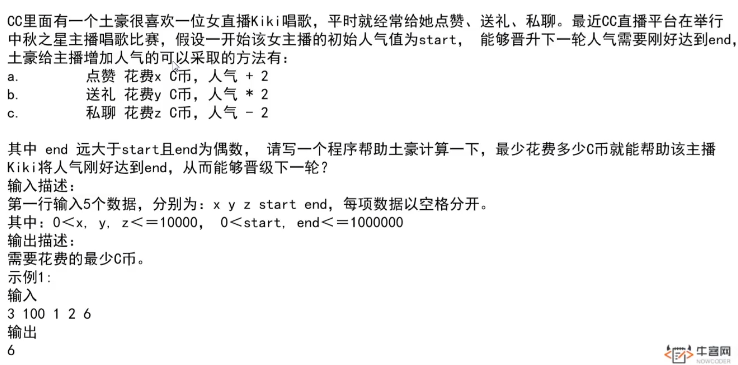 CC里面有一个土豪很喜欢一位女直播Kiki唱歌，平时就经常给她点赞、送礼、私聊。最近CC直播平台在举行
中秋之星主播唱歌比赛，假设一开始该女主播的初始人气值为start， 能够晋升下一轮人气需要刚好达到end，
土豪给主播增加人气的可以采取的方法有：
a. 点赞 花费x C币，人气 + 2
b. 送礼 花费y C币，人气 * 2
c. 私聊 花费z C币，人气 - 2
其中 end 远大于start且end为偶数， 请写一个程序帮助土豪计算一下，最少花费多少C币就能帮助该主播
Kiki将人气刚好达到end，从而能够晋级下一轮？
输入描述：
第一行输入5个数据，分别为：x y z start end，每项数据以空格分开。
其中：0＜x, y, z＜＝10000， 0＜start, end＜＝1000000
输出描述：
需要花费的最少C币。
示例1：
输入
3 100 1 2 6
输出
6
牛客网
NOWCODER